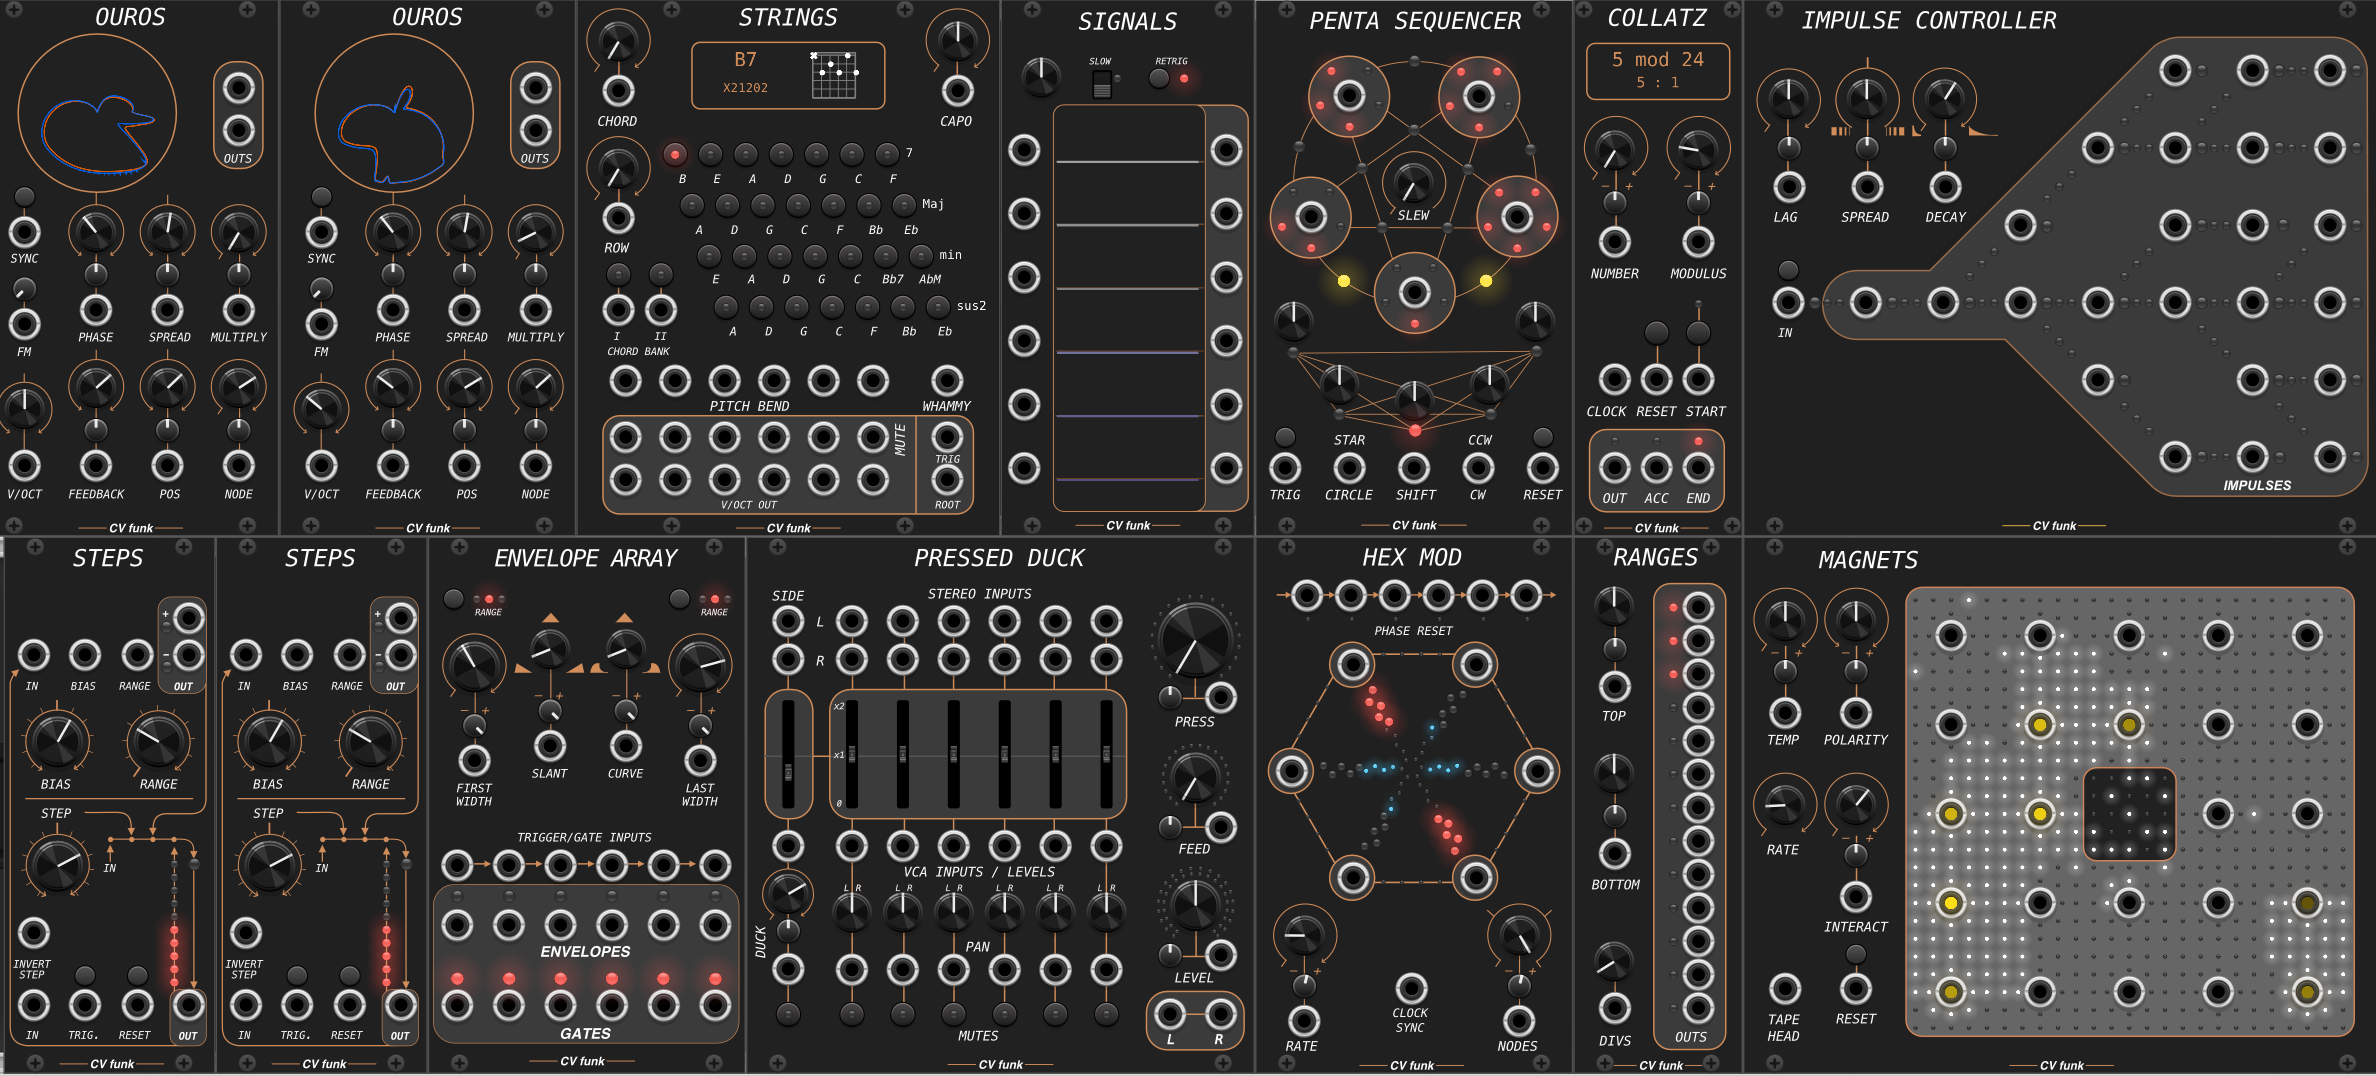 OUROS
OUTS
SYNC
FM
PHASE
SPREAD
MULTIPLY
V/OCT
FEEDBACK
POS
NODE
CV funk
OUROS
OUTS
SYNC
FM
PHASE
SPREAD
MULTIPLY
V/OCT
FEEDBACK
POS
NODE
CV funk
STRINGS
B7
X21202
CHORD
CAPO
ROW
7
B E A D G C F
Maj
A D G C F Bb Eb
min
E A D G C Bb7 AbM
sus2
A D G C F Bb Eb
I II
CHORD BANK
PITCH BEND
WHAMMY
MUTE
TRIG
V/OCT OUT
ROOT
CV funk
SIGNALS
SLOW
RETRIG
CV funk
PENTA SEQUENCER
SLEW
STAR
CCW
TRIG
CIRCLE
SHIFT
CW
RESET
CV funk
COLLATZ
5 mod 24
5 : 1
− +
− +
NUMBER
MODULUS
CLOCK RESET START
OUT ACC END
CV funk
IMPULSE CONTROLLER
LAG
SPREAD
DECAY
IN
IMPULSES
CV funk
STEPS
+
−
IN BIAS RANGE OUT
BIAS
RANGE
STEP
IN
INVERT
STEP
IN TRIG. RESET OUT
CV funk
STEPS
+
−
IN BIAS RANGE OUT
BIAS
RANGE
STEP
IN
INVERT
STEP
IN TRIG. RESET OUT
CV funk
ENVELOPE ARRAY
RANGE
RANGE
− +
− +
− +
− +
FIRST
WIDTH
SLANT
CURVE
LAST
WIDTH
TRIGGER/GATE INPUTS
ENVELOPES
GATES
CV funk
PRESSED DUCK
SIDE
STEREO INPUTS
L
R
x2
x1
0
VCA INPUTS / LEVELS
L R L R L R L R L R L R
DUCK
PAN
MUTES
PRESS
FEED
LEVEL
L R
CV funk
HEX MOD
PHASE RESET
− +
− +
RATE
CLOCK
SYNC
NODES
CV funk
RANGES
TOP
BOTTOM
DIVS
OUTS
CV funk
MAGNETS
− +
− +
TEMP
POLARITY
RATE
− +
INTERACT
TAPE
HEAD
RESET
CV funk